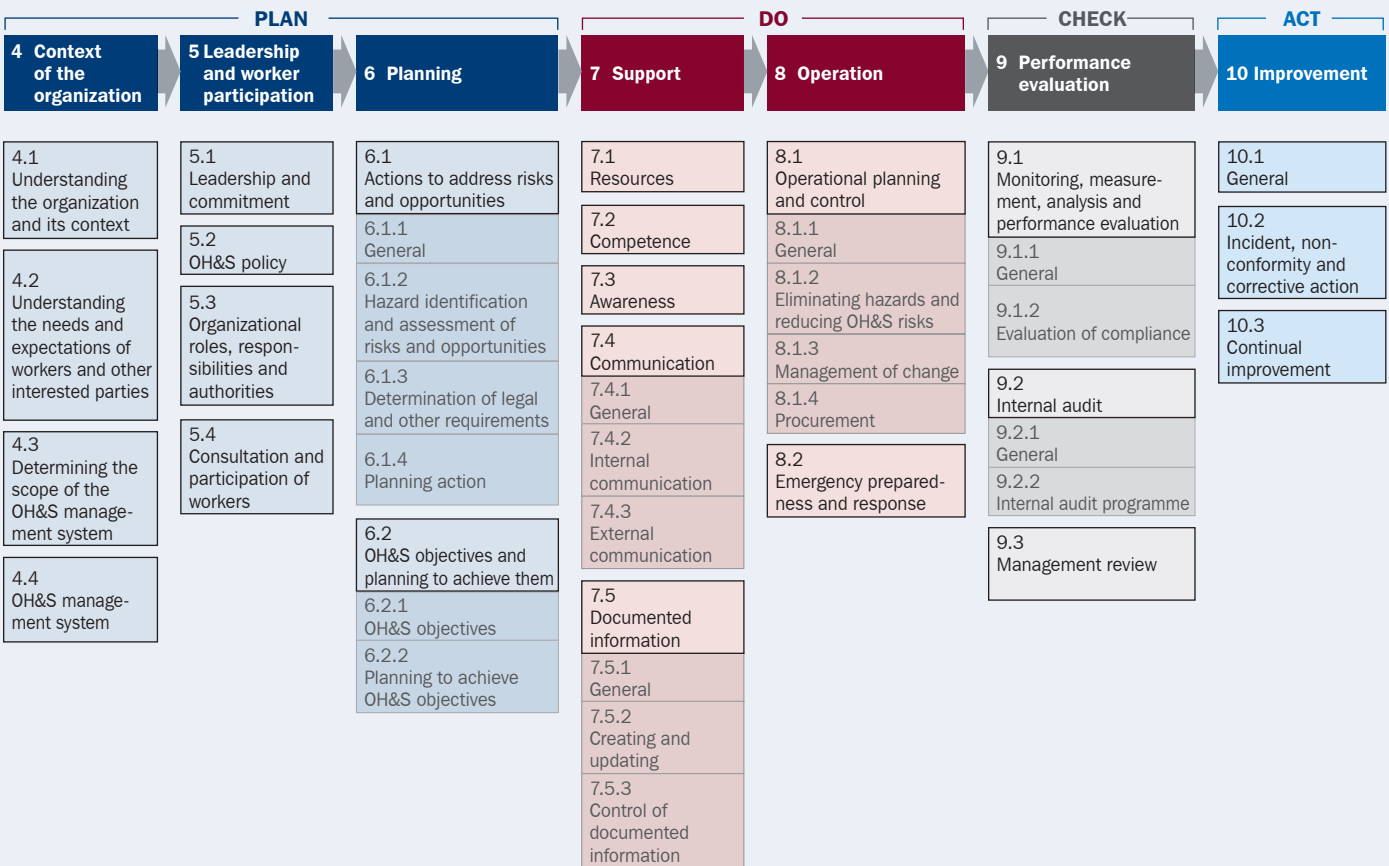 PLAN
DO
CHECK
ACT
4 Context
of the
organization
5 Leadership
and worker
participation
6 Planning
7 Support
8 Operation
9 Performance
evaluation
10 Improvement
4.1
Understanding
the organization
and its context
4.2
Understanding
the needs and
expectations of
workers and other
interested parties
4.3
Determining the
scope of the
OH&S manage-
ment system
4.4
OH&S manage-
ment system
5.1
Leadership and
commitment
5.2
OH&S policy
5.3
Organizational
roles, respon-
sibilities and
authorities
5.4
Consultation and
participation of
workers
6.1
Actions to address risks
and opportunities
6.1.1
General
6.1.2
Hazard identification
and assessment of
risks and opportunities
6.1.3
Determination of legal
and other requirements
6.1.4
Planning action
6.2
OH&S objectives and
planning to achieve them
6.2.1
OH&S objectives
6.2.2
Planning to achieve
OH&S objectives
7.1
Resources
7.2
Competence
7.3
Awareness
7.4
Communication
7.4.1
General
7.4.2
Internal
communication
7.4.3
External
communication
7.5
Documented
information
7.5.1
General
7.5.2
Creating and
updating
7.5.3
Control of
documented
information
8.1
Operational planning
and control
8.1.1
General
8.1.2
Eliminating hazards and
reducing OH&S risks
8.1.3
Management of change
8.1.4
Procurement
8.2
Emergency prepared-
ness and response
9.1
Monitoring, measure-
ment, analysis and
performance evaluation
9.1.1
General
9.1.2
Evaluation of compliance
9.2
Internal audit
9.2.1
General
9.2.2
Internal audit programme
9.3
Management review
10.1
General
10.2
Incident, non-
conformity and
corrective action
10.3
Continual
improvement